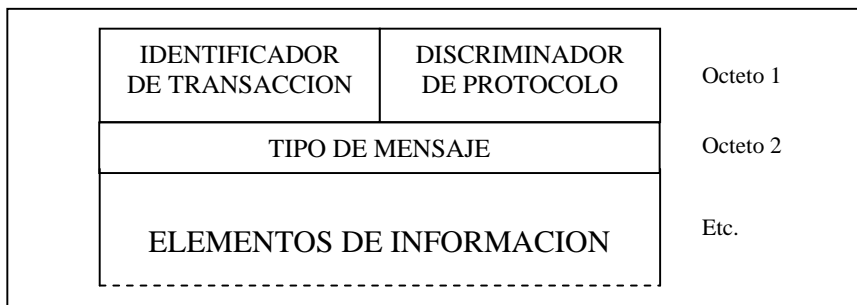 IDENTIFICADOR
DE TRANSACCION
DISCRIMINADOR
DE PROTOCOLO
Octeto 1
TIPO DE MENSAJE
Octeto 2
ELEMENTOS DE INFORMACION
Etc.